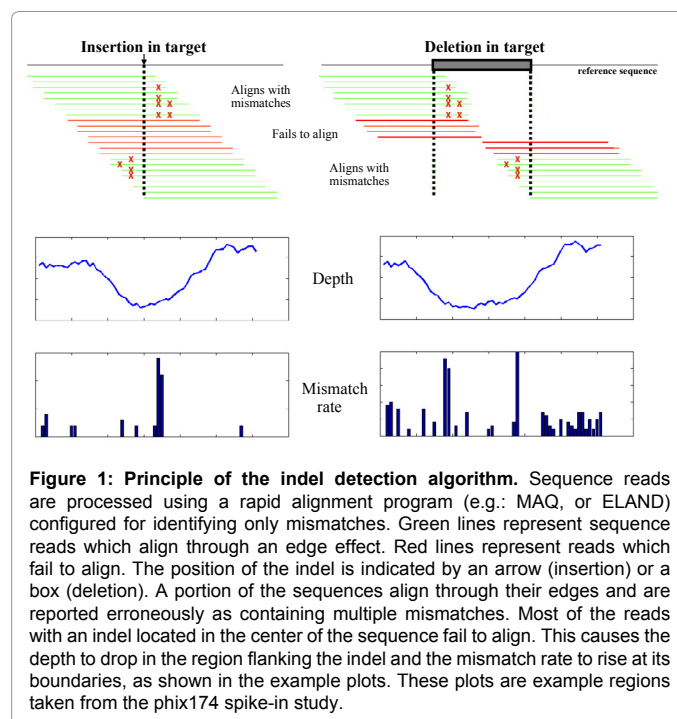 Insertion in target
Deletion in target
reference sequence
Aligns with
mismatches
x
x
x x
x x
x
x
x x
x x
Fails to align
Aligns with
mismatches
x
x
x
x
x
x
x
x
Depth
Mismatch
rate
Figure 1: Principle of the indel detection algorithm. Sequence reads
are processed using a rapid alignment program (e.g.: MAQ, or ELAND)
configured for identifying only mismatches. Green lines represent sequence
reads which align through an edge effect. Red lines represent reads which
fail to align. The position of the indel is indicated by an arrow (insertion) or a
box (deletion). A portion of the sequences align through their edges and are
reported erroneously as containing multiple mismatches. Most of the reads
with an indel located in the center of the sequence fail to align. This causes the
depth to drop in the region flanking the indel and the mismatch rate to rise at its
boundaries, as shown in the example plots. These plots are example regions
taken from the phix174 spike-in study.